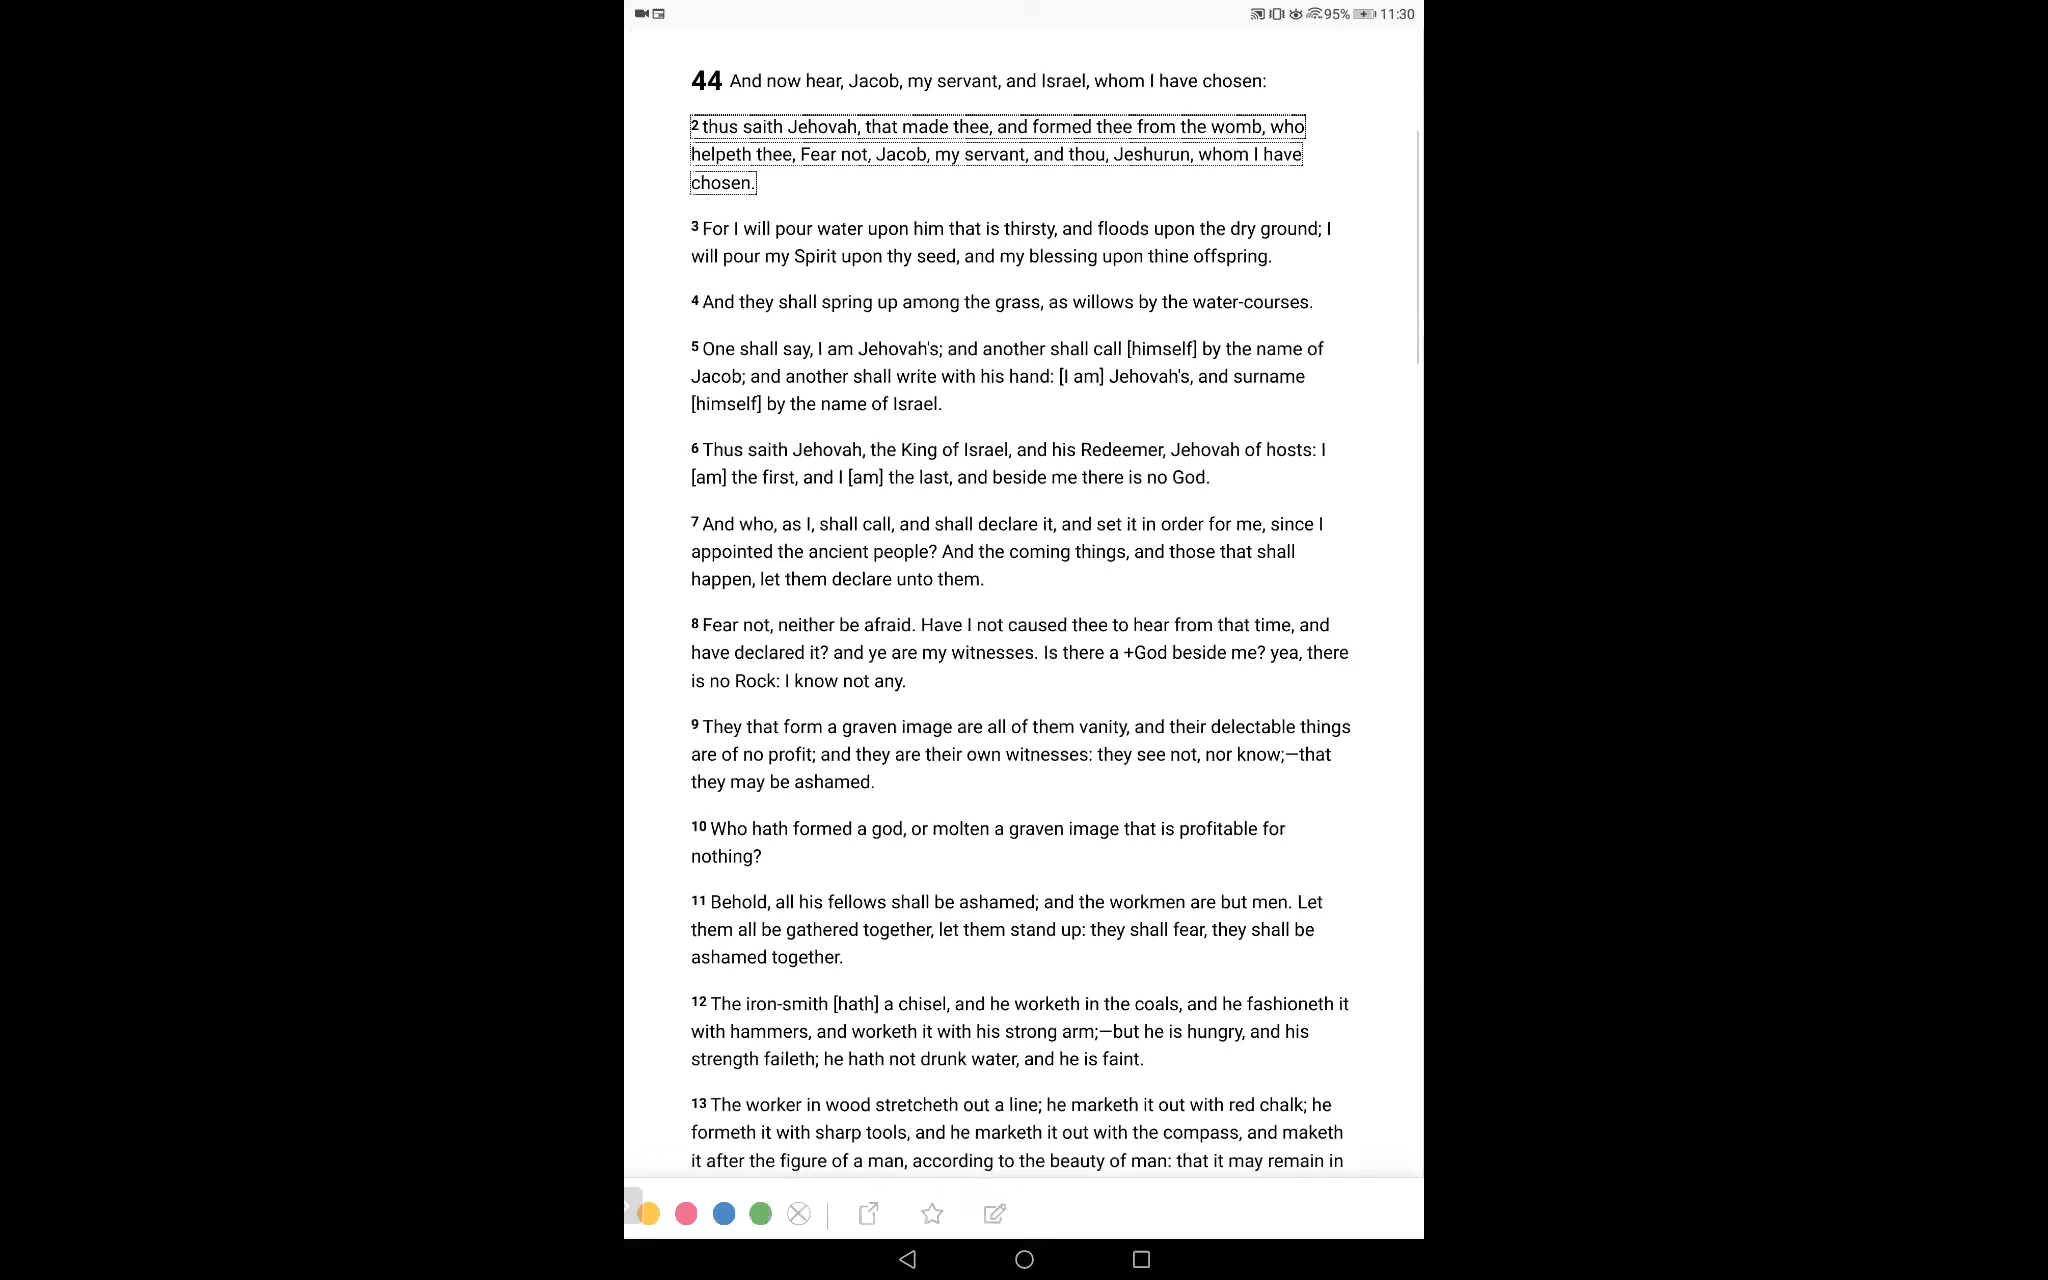 95% 11:30
44 And now hear, Jacob, my servant, and Israel, whom I have chosen:
2 thus saith Jehovah, that made thee, and formed thee from the womb, who
helpeth thee, Fear not, Jacob, my servant, and thou, Jeshurun, whom I have
chosen.
3 For I will pour water upon him that is thirsty, and floods upon the dry ground; I
will pour my Spirit upon thy seed, and my blessing upon thine offspring.
4 And they shall spring up among the grass, as willows by the water-courses.
5 One shall say, I am Jehovah's; and another shall call [himself] by the name of
Jacob; and another shall write with his hand: [I am] Jehovah's, and surname
[himself] by the name of Israel.
6 Thus saith Jehovah, the King of Israel, and his Redeemer, Jehovah of hosts: I
[am] the first, and I [am] the last, and beside me there is no God.
7 And who, as I, shall call, and shall declare it, and set it in order for me, since I
appointed the ancient people? And the coming things, and those that shall
happen, let them declare unto them.
8 Fear not, neither be afraid. Have I not caused thee to hear from that time, and
have declared it? and ye are my witnesses. Is there a +God beside me? yea, there
is no Rock: I know not any.
9 They that form a graven image are all of them vanity, and their delectable things
are of no profit; and they are their own witnesses: they see not, nor know;—that
they may be ashamed.
10 Who hath formed a god, or molten a graven image that is profitable for
nothing?
11 Behold, all his fellows shall be ashamed; and the workmen are but men. Let
them all be gathered together, let them stand up: they shall fear, they shall be
ashamed together.
12 The iron-smith [hath] a chisel, and he worketh in the coals, and he fashioneth it
with hammers, and worketh it with his strong arm;—but he is hungry, and his
strength faileth; he hath not drunk water, and he is faint.
13 The worker in wood stretcheth out a line; he marketh it out with red chalk; he
formeth it with sharp tools, and he marketh it out with the compass, and maketh
it after the figure of a man, according to the beauty of man: that it may remain in